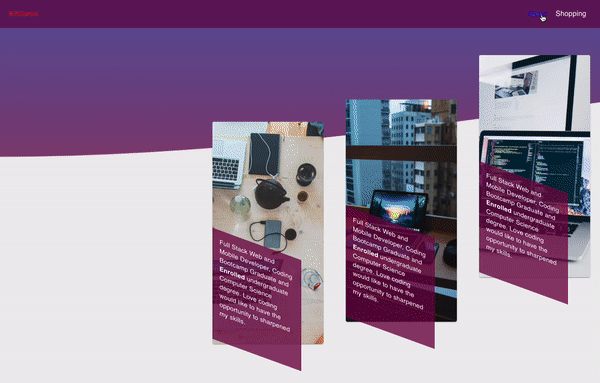 Shopping
Full Stack Web and
Mobile Developer, Coding
Bootcamp Graduate and
Enrolled undergraduate
Computer Science
degree. Love coding
would like to have the
opportunity to sharpened
my skills.
Full Stack Web and
Mobile Developer, Coding
Bootcamp Graduate and
Enrolled undergraduate
Computer Science
degree. Love coding
would like to have the
opportunity to sharpened
my skills.
Full Stack Web and
Mobile Developer, Coding
Bootcamp Graduate and
Enrolled undergraduate
Computer Science
degree. Love coding
would like to have the
opportunity to sharpened
my skills.